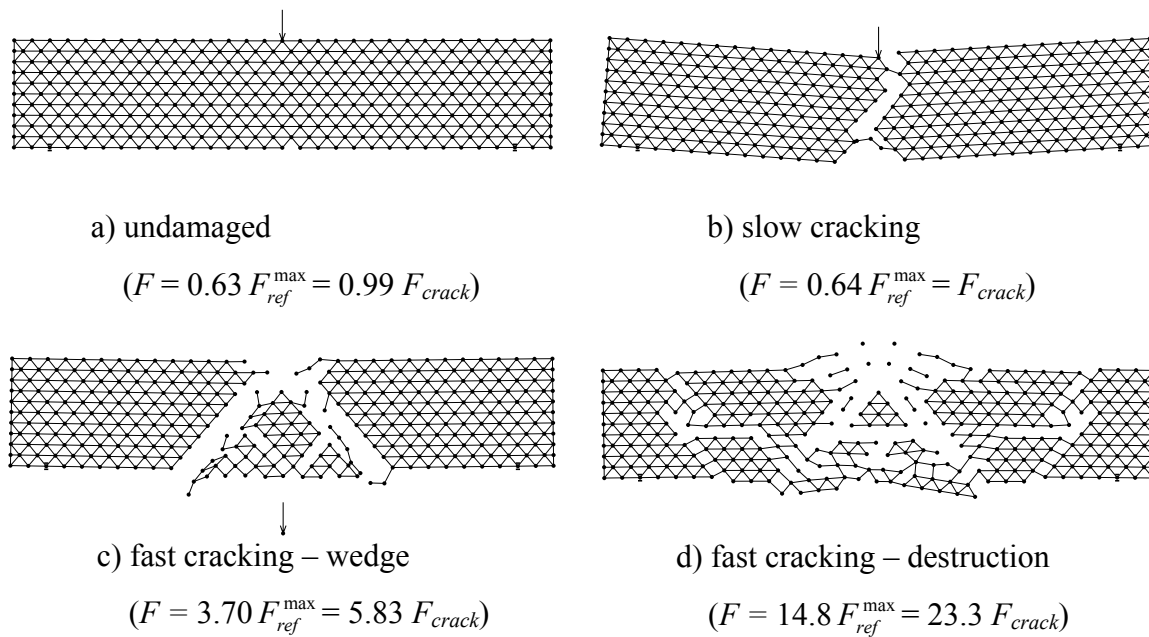 a) undamaged
(F = 0.63 F_ref^max = 0.99 F_crack)
b) slow cracking
(F = 0.64 F_ref^max = F_crack)
c) fast cracking – wedge
(F = 3.70 F_ref^max = 5.83 F_crack)
d) fast cracking – destruction
(F = 14.8 F_ref^max = 23.3 F_crack)